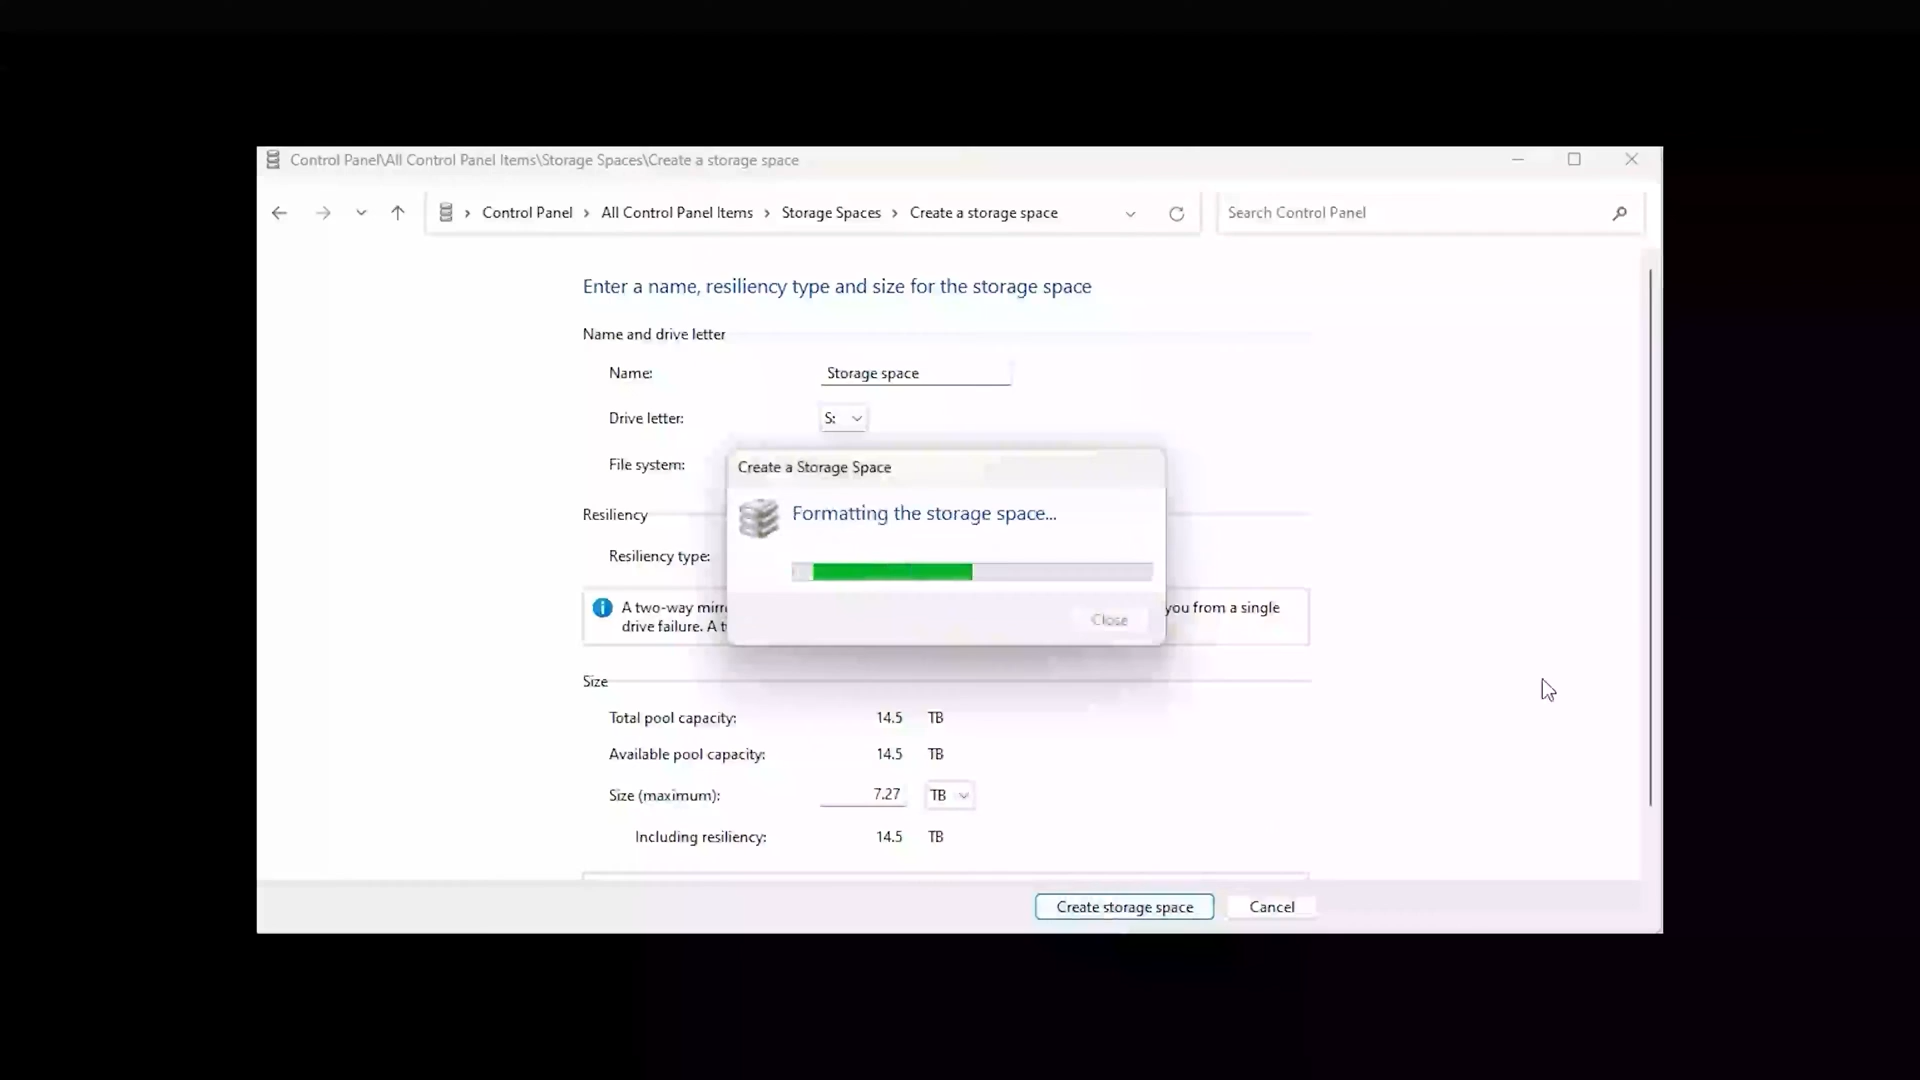 Control Panel\All Control Panel Items\Storage Spaces\Create a storage space
Control Panel All Control Panel Items Storage Spaces Create a storage space
Search Control Panel
Enter a name, resiliency type and size for the storage space
Name and drive letter
Name: Storage space
Drive letter: S:
File system:
Create a Storage Space
Formatting the storage space...
Close
Resiliency
Resiliency type:
A two-way you from a single
drive failure. A
Size
Total pool capacity: 14.5 TB
Available pool capacity: 14.5 TB
Size (maximum): 7.27 TB
Including resiliency: 14.5 TB
Create storage space Cancel